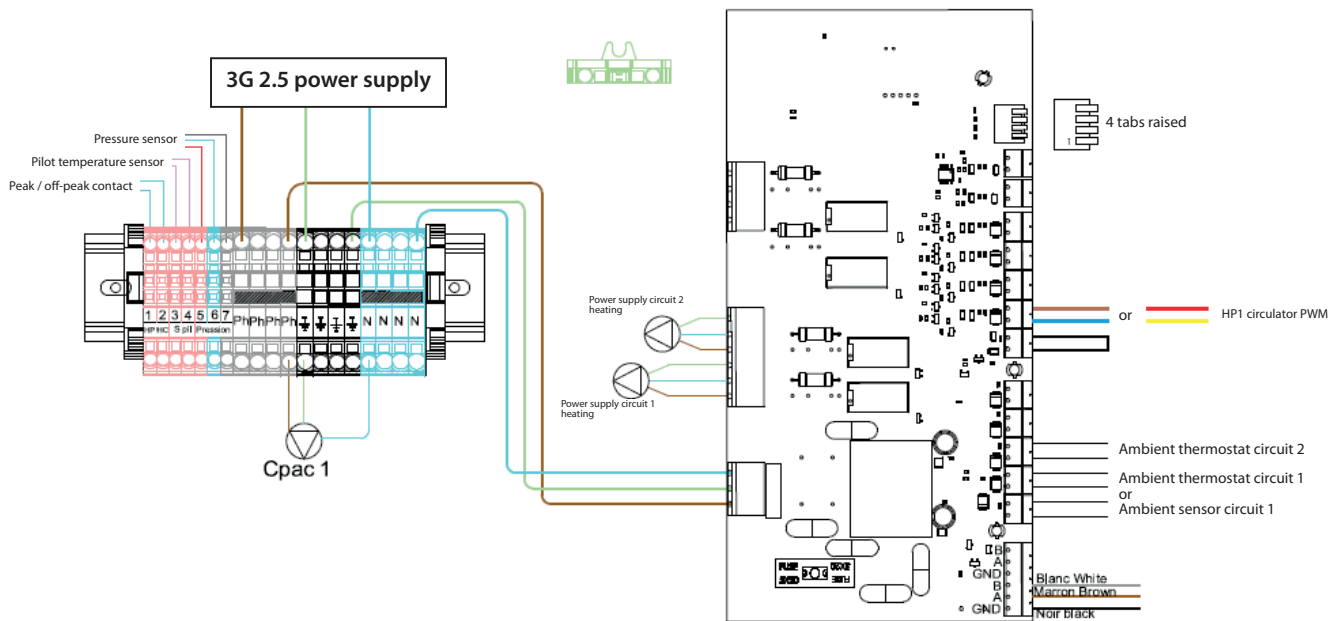 3G 2.5 power supply
Pressure sensor
Pilot temperature sensor
Peak / off-peak contact
1 2 3 4 5 6 7
HP HC S pil Pression
Ph Ph Ph Ph
N N N N
Cpac 1
Power supply circuit 2
heating
Power supply circuit 1
heating
4 tabs raised
1
or
HP1 circulator PWM
Ambient thermostat circuit 2
Ambient thermostat circuit 1
or
Ambient sensor circuit 1
B
A
GND
B
A
GND
Blanc White
Marron Brown
Noir black